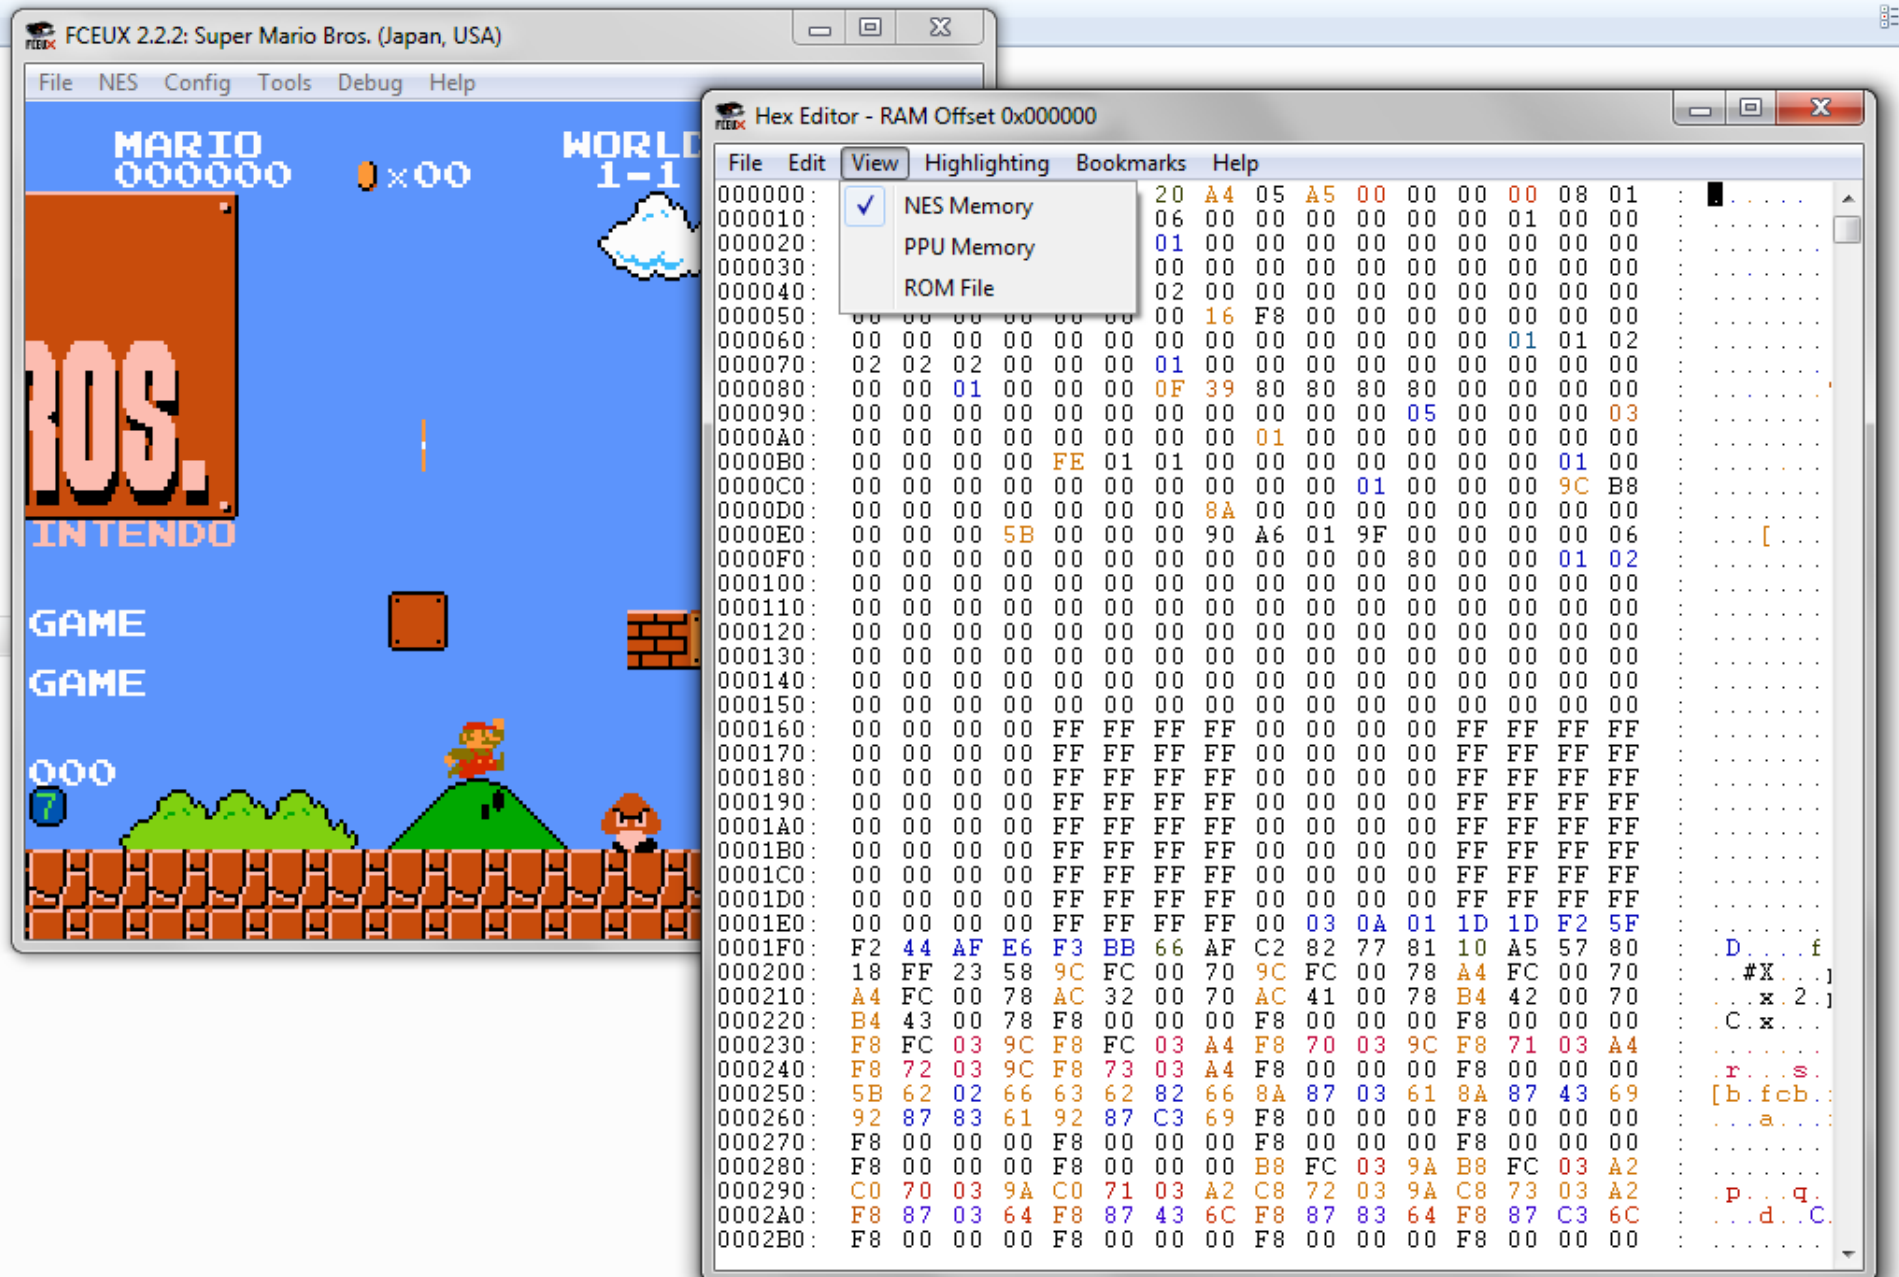 FCEUX 2.2.2: Super Mario Bros. (Japan, USA)
File NES Config Tools Debug Help
MARIO WORLD
000000 ×00 1-1
ROS.
INTENDO
GAME
GAME
000
7
Hex Editor - RAM Offset 0x000000
File Edit View Highlighting Bookmarks Help
NES Memory
PPU Memory
ROM File
000000: 20 A4 05 A5 00 00 00 00 08 01 : . . . . . .
000010: 06 00 00 00 00 00 00 01 00 00 : . . . . . . .
000020: 01 00 00 00 00 00 00 00 00 00 : . . . . . . .
000030: 00 00 00 00 00 00 00 00 00 00 : . . . . . . .
000040: 02 00 00 00 00 00 00 00 00 00 : . . . . . . .
000050: 00 00 00 00 00 00 00 16 F8 00 00 00 00 00 00 00 : . . . . . . .
000060: 00 00 00 00 00 00 00 00 00 00 00 00 00 01 01 02 : . . . . . . .
000070: 02 02 02 00 00 00 01 00 00 00 00 00 00 00 00 00 : . . . . . . .
000080: 00 00 01 00 00 00 0F 39 80 80 80 80 00 00 00 00 : . . . . . . . '
000090: 00 00 00 00 00 00 00 00 00 00 00 05 00 00 00 03 : . . . . . . .
0000A0: 00 00 00 00 00 00 00 00 01 00 00 00 00 00 00 00 : . . . . . . .
0000B0: 00 00 00 00 FE 01 01 00 00 00 00 00 00 00 01 00 : . . . . . . .
0000C0: 00 00 00 00 00 00 00 00 00 00 01 00 00 00 9C B8 : . . . . . . .
0000D0: 00 00 00 00 00 00 00 8A 00 00 00 00 00 00 00 00 : . . . . . . .
0000E0: 00 00 00 5B 00 00 00 90 A6 01 9F 00 00 00 00 06 : . . . [ . . .
0000F0: 00 00 00 00 00 00 00 00 00 00 00 80 00 00 01 02 : . . . . . . .
000100: 00 00 00 00 00 00 00 00 00 00 00 00 00 00 00 00 : . . . . . . .
000110: 00 00 00 00 00 00 00 00 00 00 00 00 00 00 00 00 : . . . . . . .
000120: 00 00 00 00 00 00 00 00 00 00 00 00 00 00 00 00 : . . . . . . .
000130: 00 00 00 00 00 00 00 00 00 00 00 00 00 00 00 00 : . . . . . . .
000140: 00 00 00 00 00 00 00 00 00 00 00 00 00 00 00 00 : . . . . . . .
000150: 00 00 00 00 00 00 00 00 00 00 00 00 00 00 00 00 : . . . . . . .
000160: 00 00 00 00 FF FF FF FF 00 00 00 00 FF FF FF FF : . . . . . . .
000170: 00 00 00 00 FF FF FF FF 00 00 00 00 FF FF FF FF : . . . . . . .
000180: 00 00 00 00 FF FF FF FF 00 00 00 00 FF FF FF FF : . . . . . . .
000190: 00 00 00 00 FF FF FF FF 00 00 00 00 FF FF FF FF : . . . . . . .
0001A0: 00 00 00 00 FF FF FF FF 00 00 00 00 FF FF FF FF : . . . . . . .
0001B0: 00 00 00 00 FF FF FF FF 00 00 00 00 FF FF FF FF : . . . . . . .
0001C0: 00 00 00 00 FF FF FF FF 00 00 00 00 FF FF FF FF : . . . . . . .
0001D0: 00 00 00 00 FF FF FF FF 00 00 00 00 FF FF FF FF : . . . . . . .
0001E0: 00 00 00 00 FF FF FF FF 00 03 0A 01 1D 1D F2 5F : . . . . . . .
0001F0: F2 44 AF E6 F3 BB 66 AF C2 82 77 81 10 A5 57 80 : .D....f
000200: 18 FF 23 58 9C FC 00 70 9C FC 00 78 A4 FC 00 70 : ..#X...
000210: A4 FC 00 78 AC 32 00 70 AC 41 00 78 B4 42 00 70 : ...x.2.
000220: B4 43 00 78 F8 00 00 00 F8 00 00 00 F8 00 00 00 : .C.x...
000230: F8 FC 03 9C F8 FC 03 A4 F8 70 03 9C F8 71 03 A4 : . . . . . . .
000240: F8 72 03 9C F8 73 03 A4 F8 00 00 00 F8 00 00 00 : .r...s.
000250: 5B 62 02 66 63 62 82 66 8A 87 03 61 8A 87 43 69 : [b.fcb.
000260: 92 87 83 61 92 87 C3 69 F8 00 00 00 F8 00 00 00 : ...a...
000270: F8 00 00 00 F8 00 00 00 F8 00 00 00 F8 00 00 00 : . . . . . . .
000280: F8 00 00 00 F8 00 00 00 B8 FC 03 9A B8 FC 03 A2 : . . . . . . .
000290: C0 70 03 9A C0 71 03 A2 C8 72 03 9A C8 73 03 A2 : .p...q.
0002A0: F8 87 03 64 F8 87 43 6C F8 87 83 64 F8 87 C3 6C : ...d..C.
0002B0: F8 00 00 00 F8 00 00 00 F8 00 00 00 F8 00 00 00 : . . . . . . .